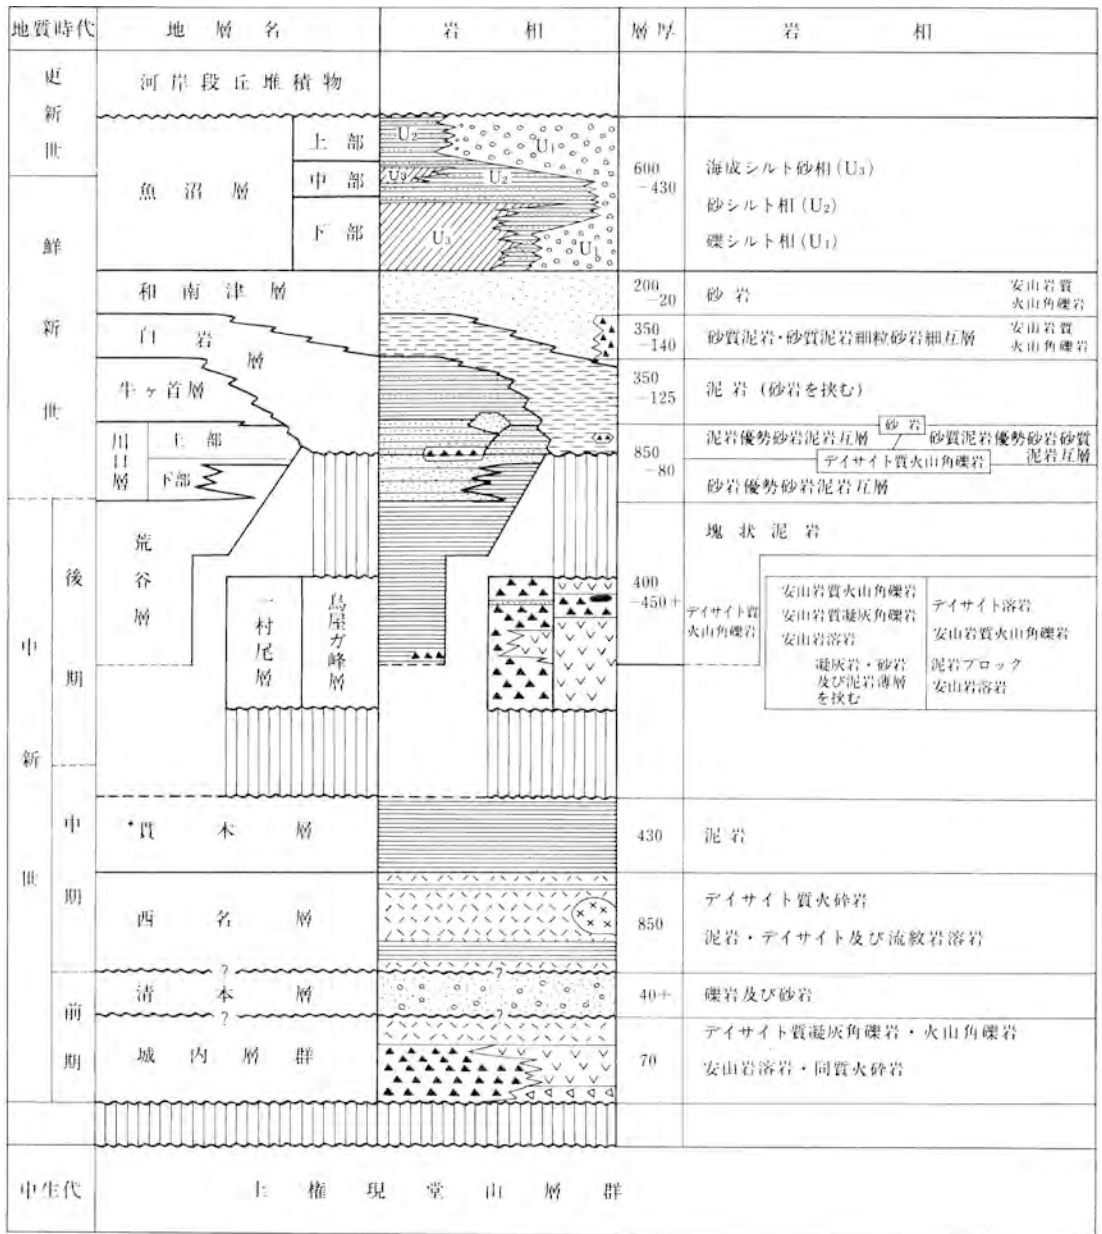 地質時代 地層名 岩相 層厚 岩相
更新世
河岸段丘堆積物
鮮新世
魚沼層
上部
中部
下部
U₂
U₁
U₃
U₂
U₃
U₁
600
-430
海成シルト砂相(U₃)
砂シルト相(U₂)
礫シルト相(U₁)
和南津層
200
-20
砂岩
安山岩質
火山角礫岩
白岩層
350
-140
砂質泥岩・砂質泥岩細粒砂岩細互層
安山岩質
火山角礫岩
牛ヶ首層
350
-125
泥岩(砂岩を挟む)
川口層
上部
下部
850
-80
泥岩優勢砂岩泥岩互層
砂岩
砂質泥岩優勢砂岩砂質
泥岩互層
デイサイト質火山角礫岩
砂岩優勢砂岩泥岩互層
中新世
後期
荒谷層
400
-450+
塊状泥岩
デイサイト質
火山角礫岩
一村尾層
鳥屋ガ峰層
安山岩質火山角礫岩
安山岩質凝灰角礫岩
安山岩溶岩
凝灰岩・砂岩
及び泥岩薄層
を挟む
デイサイト溶岩
安山岩質火山角礫岩
泥岩ブロック
安山岩溶岩
中期
*貫木層
430
泥岩
西名層
850
デイサイト質火砕岩
泥岩・デイサイト及び流紋岩溶岩
?
?
前期
清本層
40+
礫岩及び砂岩
?
?
城内層群
70
デイサイト質凝灰角礫岩・火山角礫岩
安山岩溶岩・同質火砕岩
中生代
上権現堂山層群